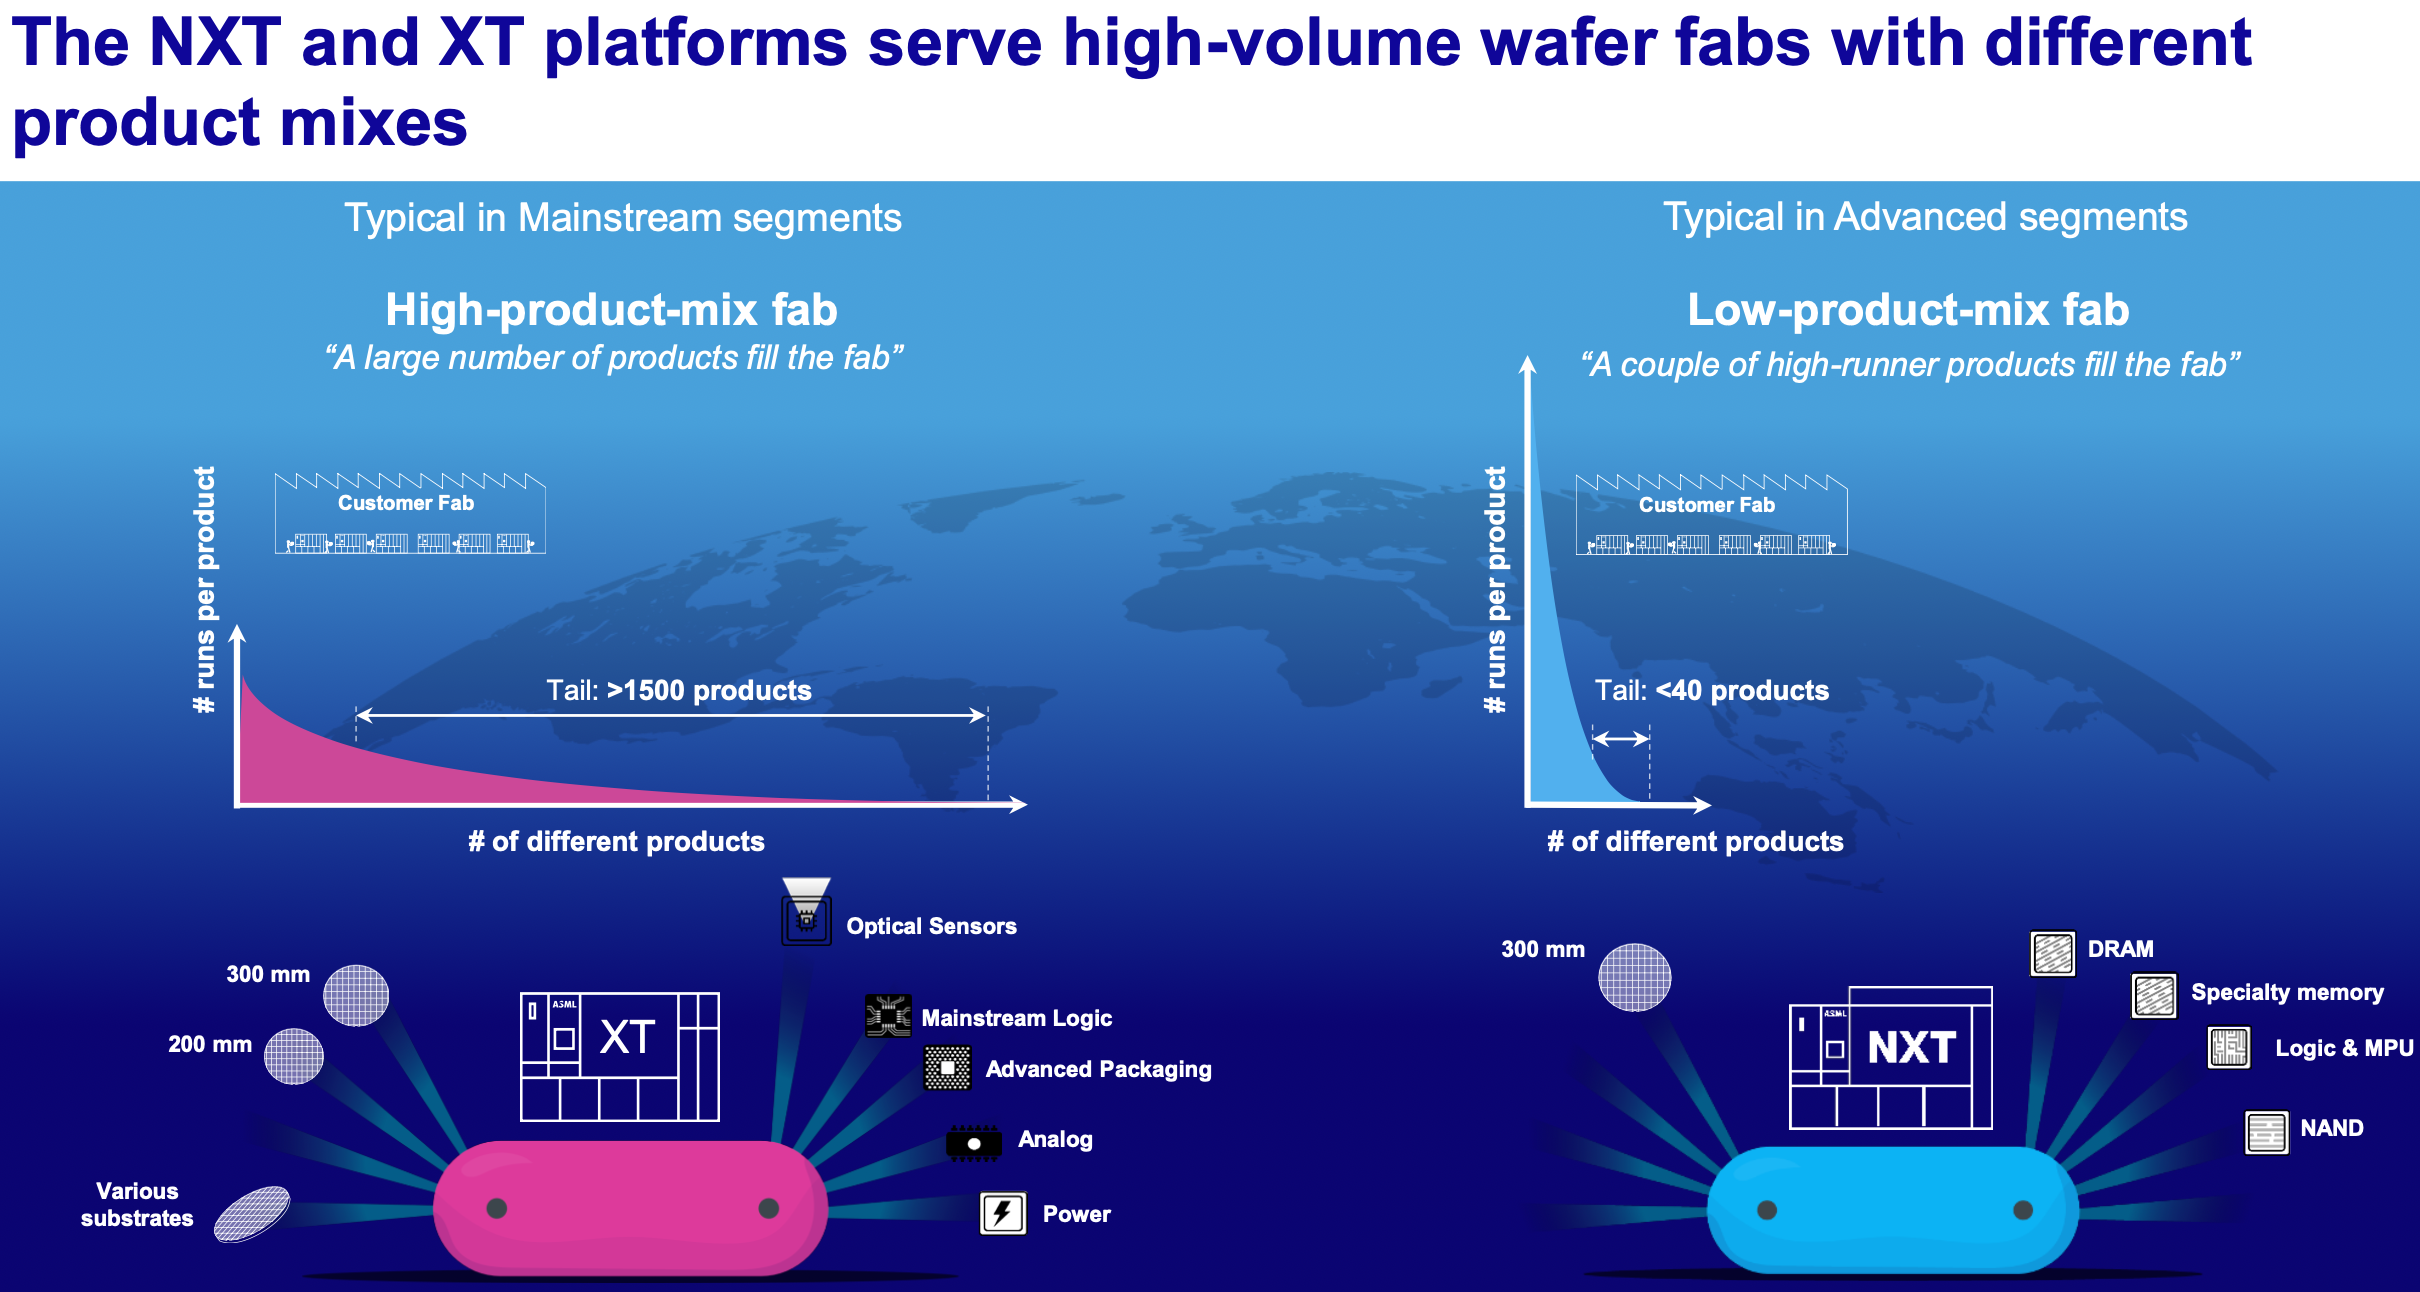 The NXT and XT platforms serve high-volume wafer fabs with different
product mixes
Typical in Mainstream segments
High-product-mix fab
“A large number of products fill the fab”
# runs per product
Customer Fab
Tail: >1500 products
# of different products
300 mm
200 mm
Various
substrates
ASML
XT
Optical Sensors
Mainstream Logic
Advanced Packaging
Analog
Power
Typical in Advanced segments
Low-product-mix fab
“A couple of high-runner products fill the fab”
# runs per product
Customer Fab
Tail: <40 products
# of different products
300 mm
ASML
NXT
DRAM
Specialty memory
Logic & MPU
NAND